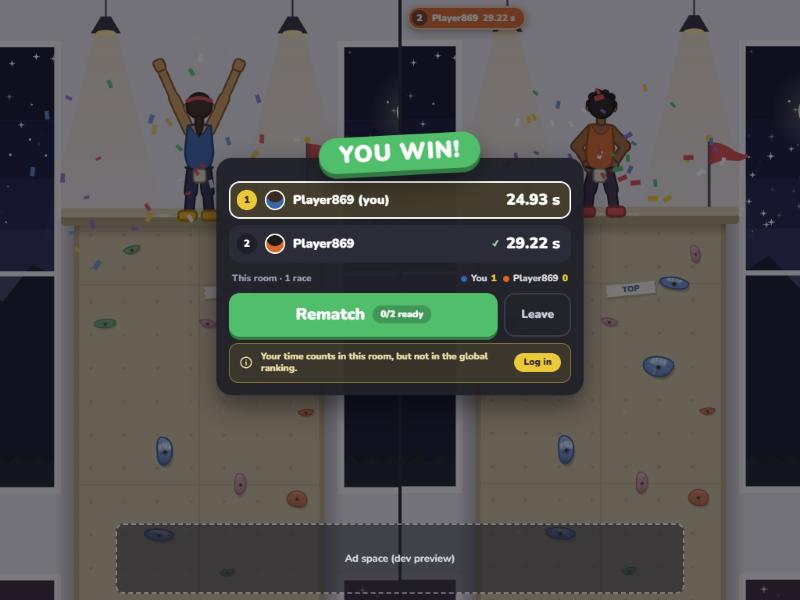 2 Player869 29.22 s
YOU WIN!
1 Player869 (you) 24.93 s
2 Player869 ✓ 29.22 s
This room · 1 race You 1 Player869 0
Rematch 0/2 ready Leave
Your time counts in this room, but not in the global
ranking.
Log in
TOP
Ad space (dev preview)